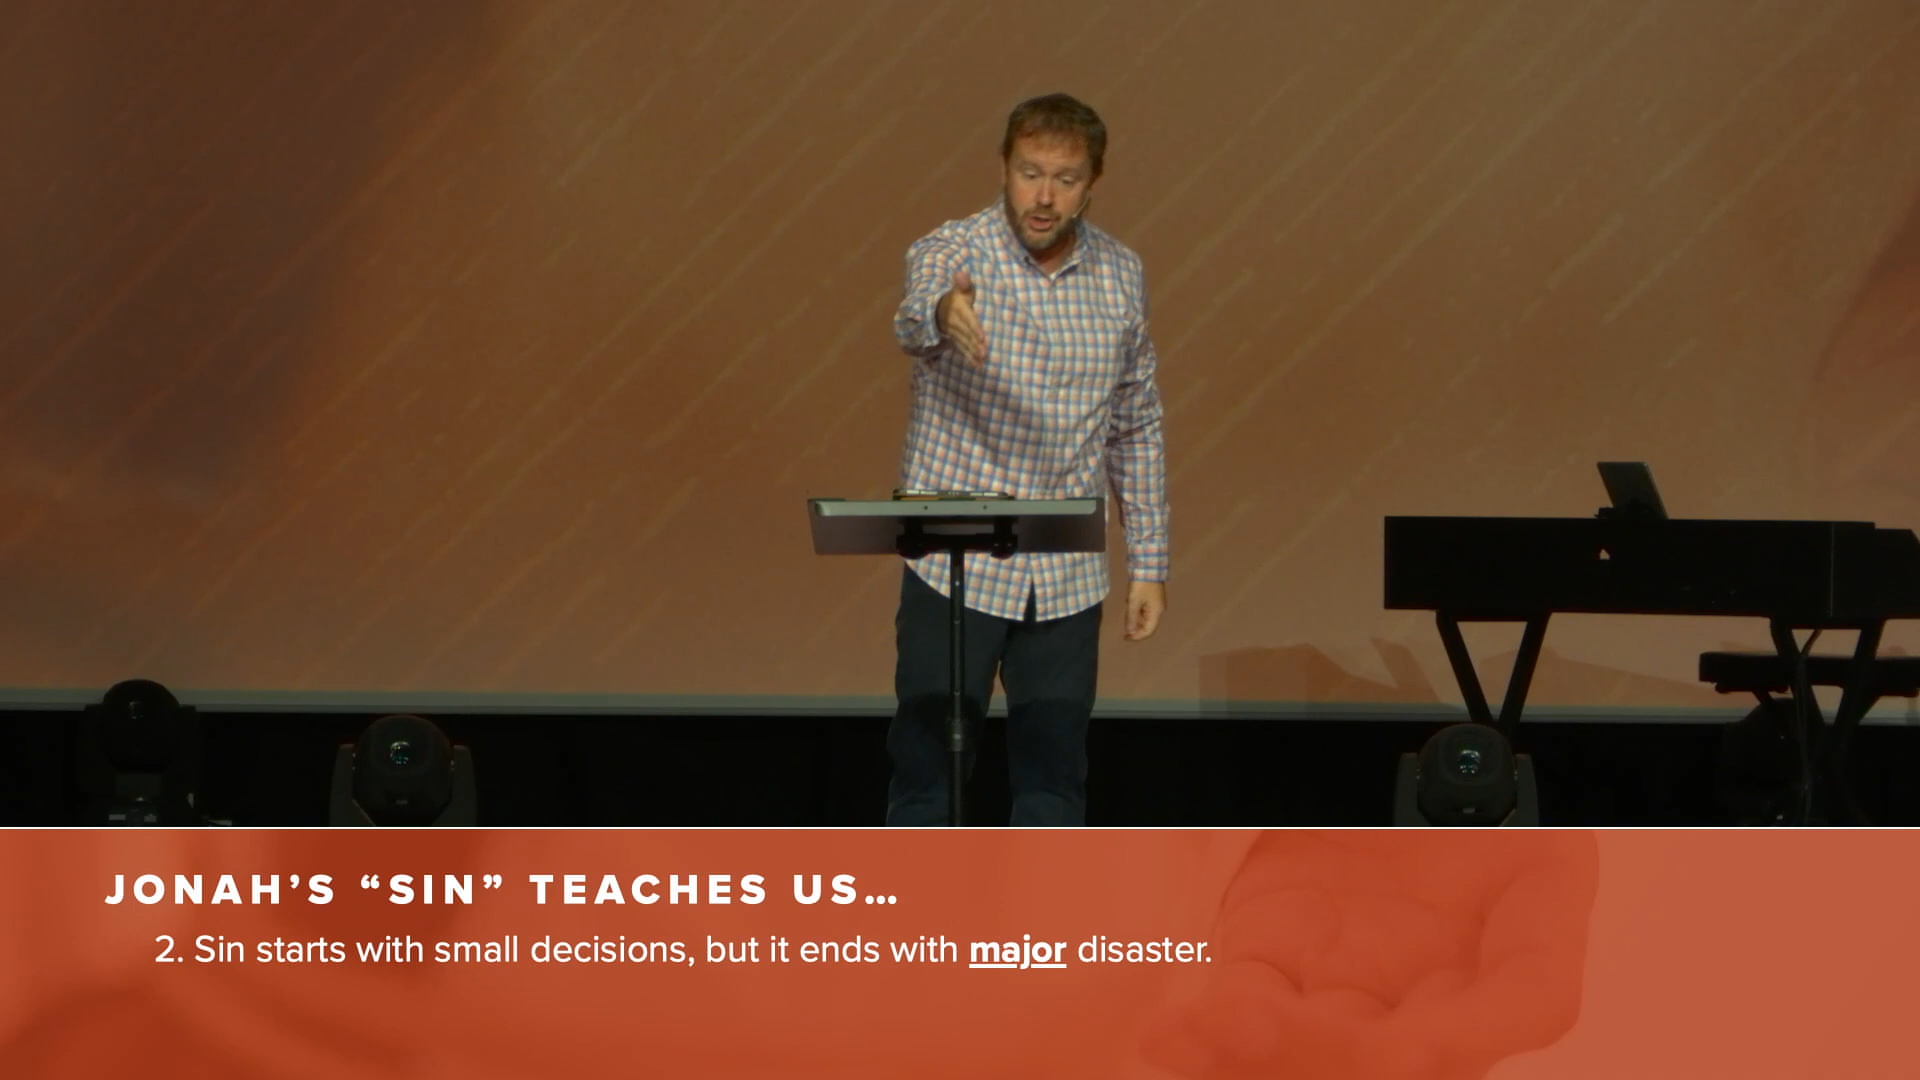 JONAH’S “SIN” TEACHES US…
2. Sin starts with small decisions, but it ends with major disaster.